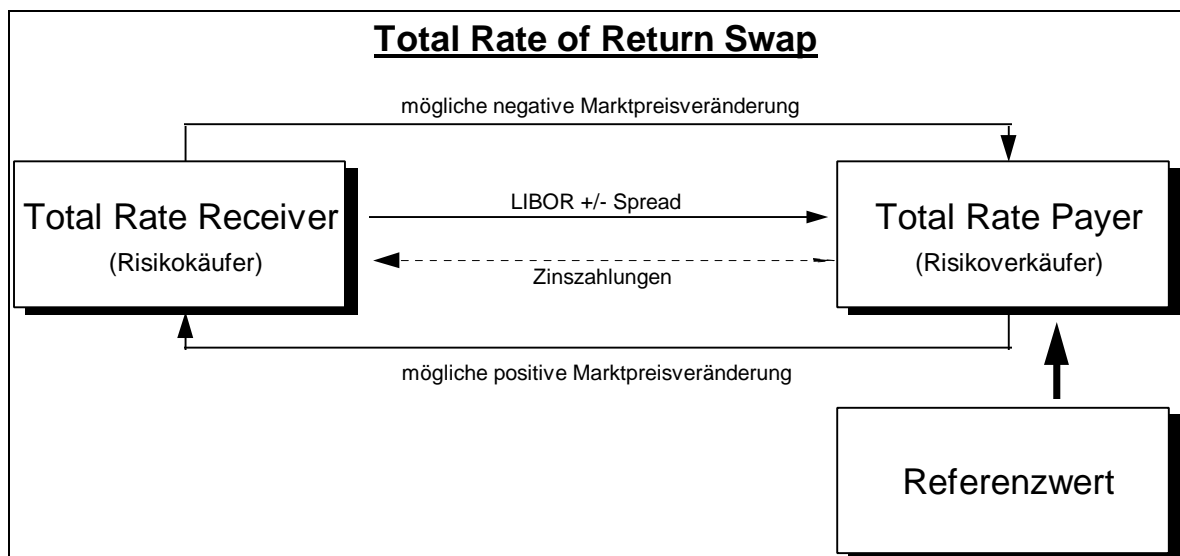 Total Rate of Return Swap
mögliche negative Marktpreisveränderung
Total Rate Receiver
(Risikokäufer)
LIBOR +/- Spread
Zinszahlungen
Total Rate Payer
(Risikoverkäufer)
mögliche positive Marktpreisveränderung
Referenzwert